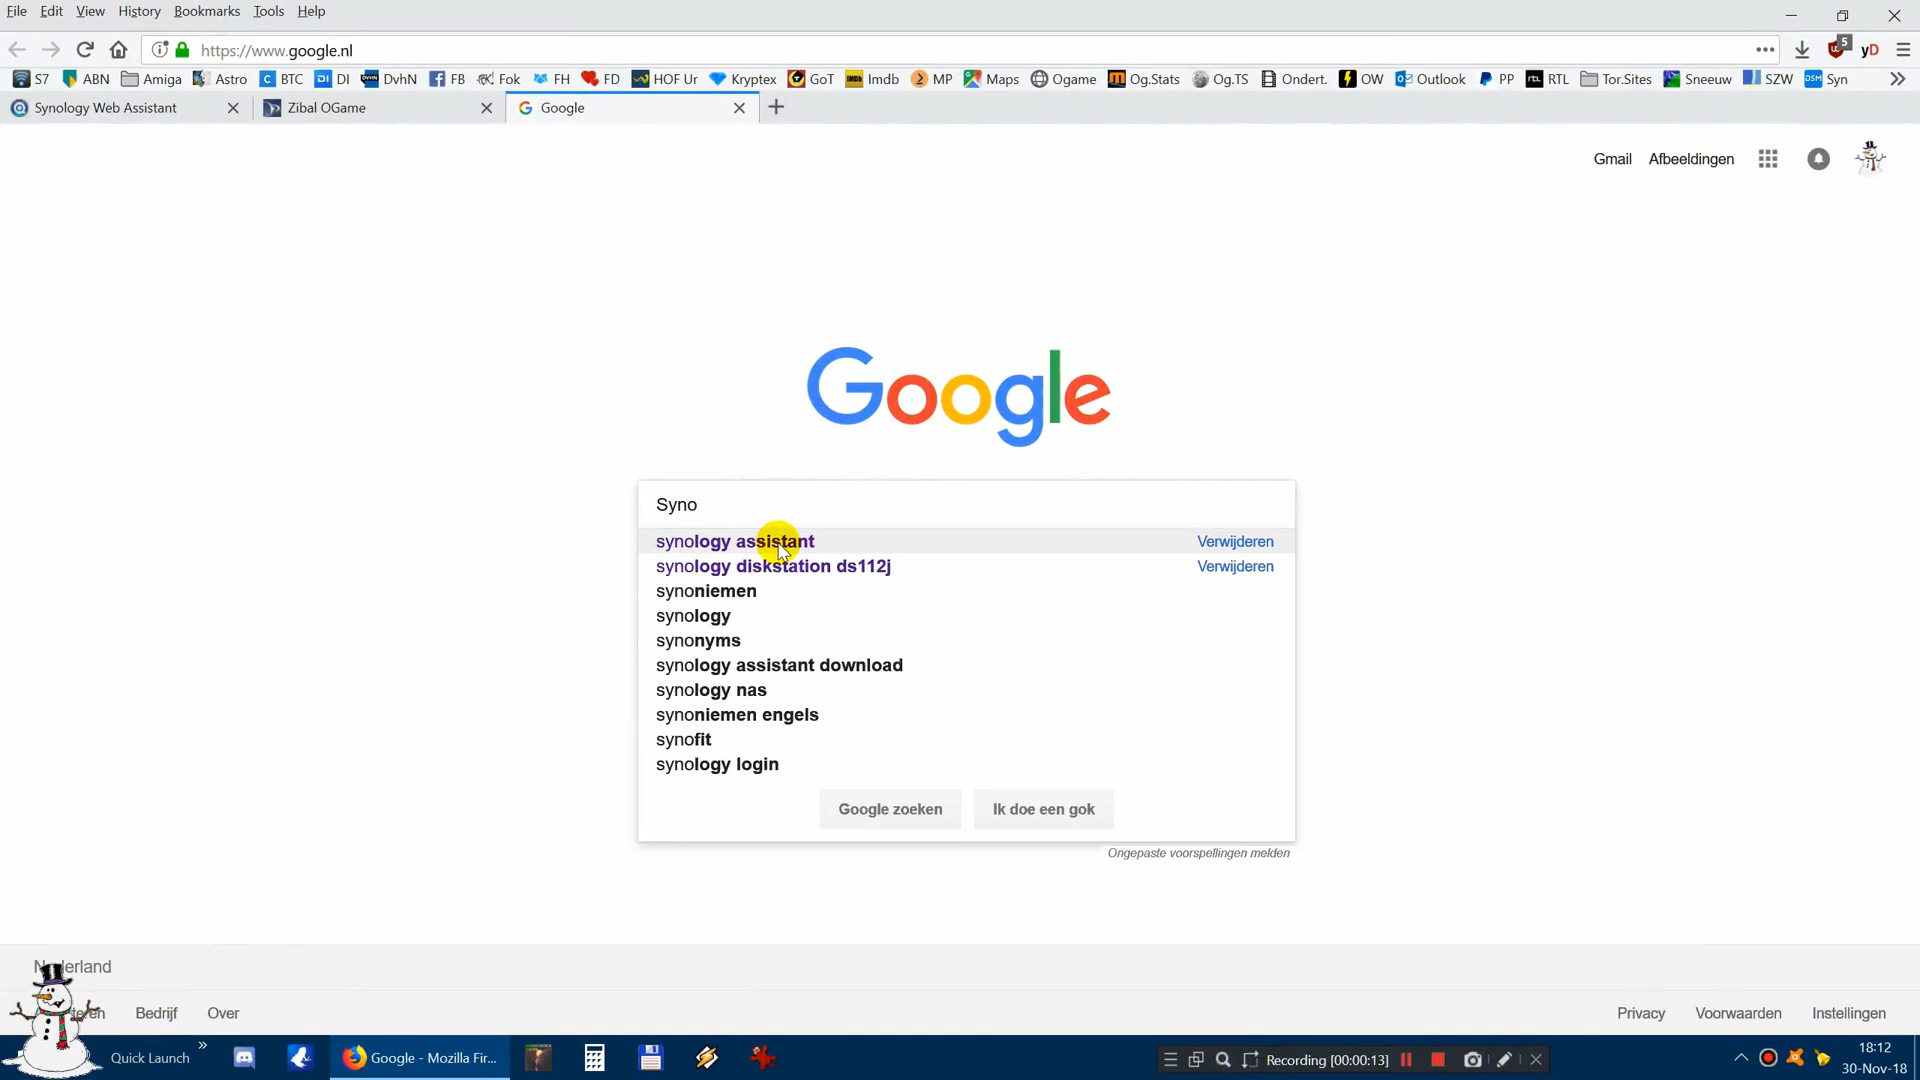 File Edit View History Bookmarks Tools Help
https://www.google.nl
5
yD
S7 ABN Amiga Astro BTC DI DvhN FB Fok FH FD HOF Ur Kryptex GoT Imdb MP Maps Ogame Og.Stats Og.TS Ondert. OW Outlook PP RTL Tor.Sites Sneeuw SZW Syn
Synology Web Assistant Zibal OGame Google
Gmail Afbeeldingen
Google
Syno
synology assistant Verwijderen
synology diskstation ds112j Verwijderen
synoniemen
synology
synonyms
synology assistant download
synology nas
synoniemen engels
synofit
synology login
Google zoeken Ik doe een gok
Ongepaste voorspellingen melden
Bedrijf Over Privacy Voorwaarden Instellingen
Quick Launch Google - Mozilla Fir... Recording [00:00:13]
18:12
30-Nov-18